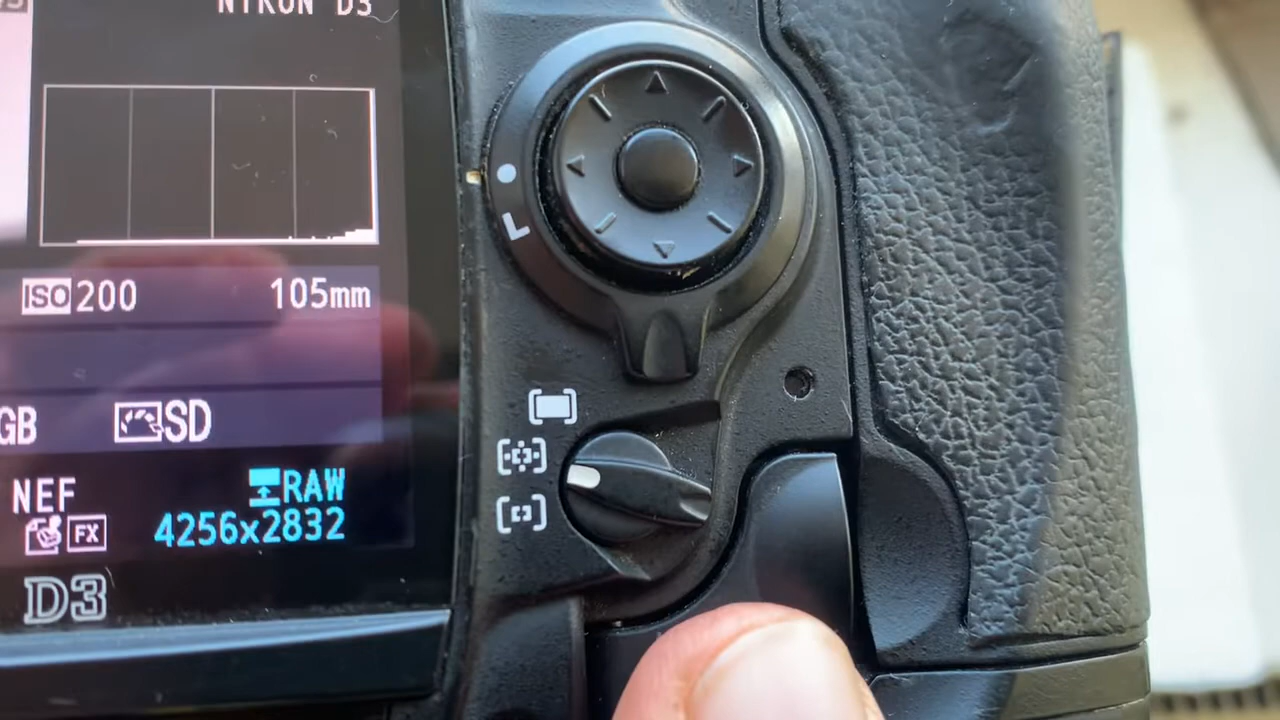 NIKON D3
L
ISO 200 105mm
GB SD
NEF RAW
FX 4256x2832
D3